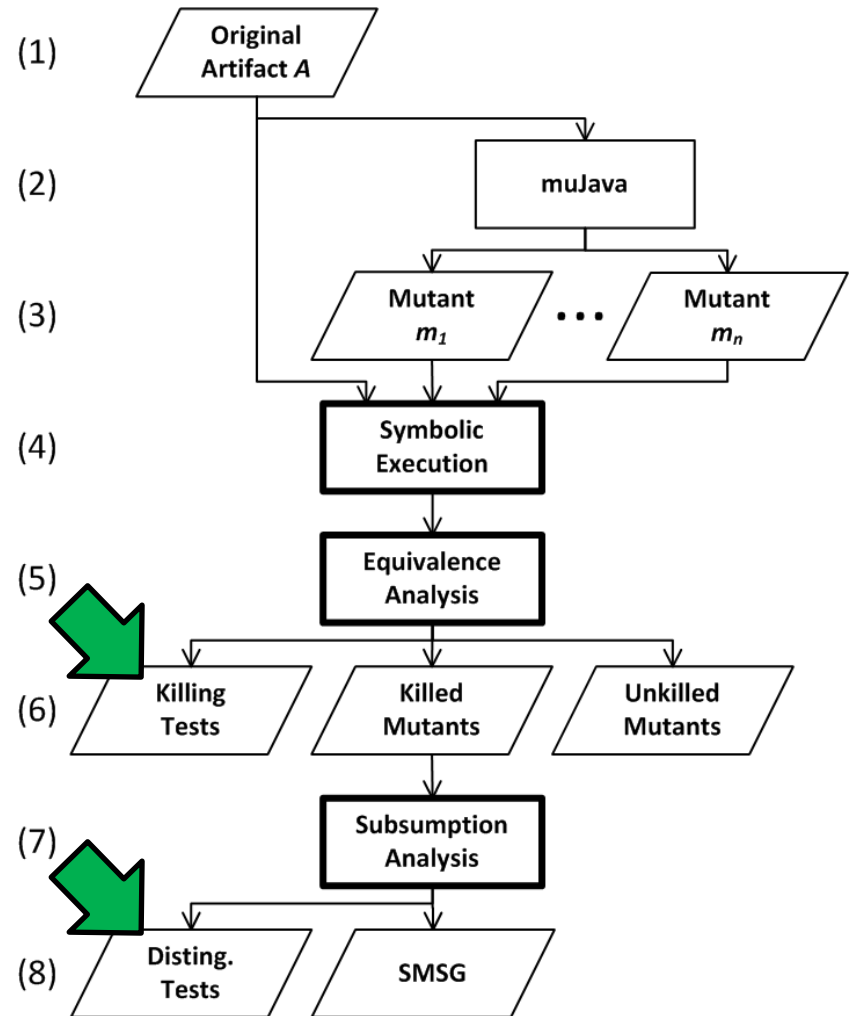 (1)
Original
Artifact A
(2)
muJava
(3)
Mutant
m1
...
Mutant
mn
(4)
Symbolic
Execution
(5)
Equivalence
Analysis
(6)
Killing
Tests
Killed
Mutants
Unkilled
Mutants
(7)
Subsumption
Analysis
(8)
Disting.
Tests
SMSG